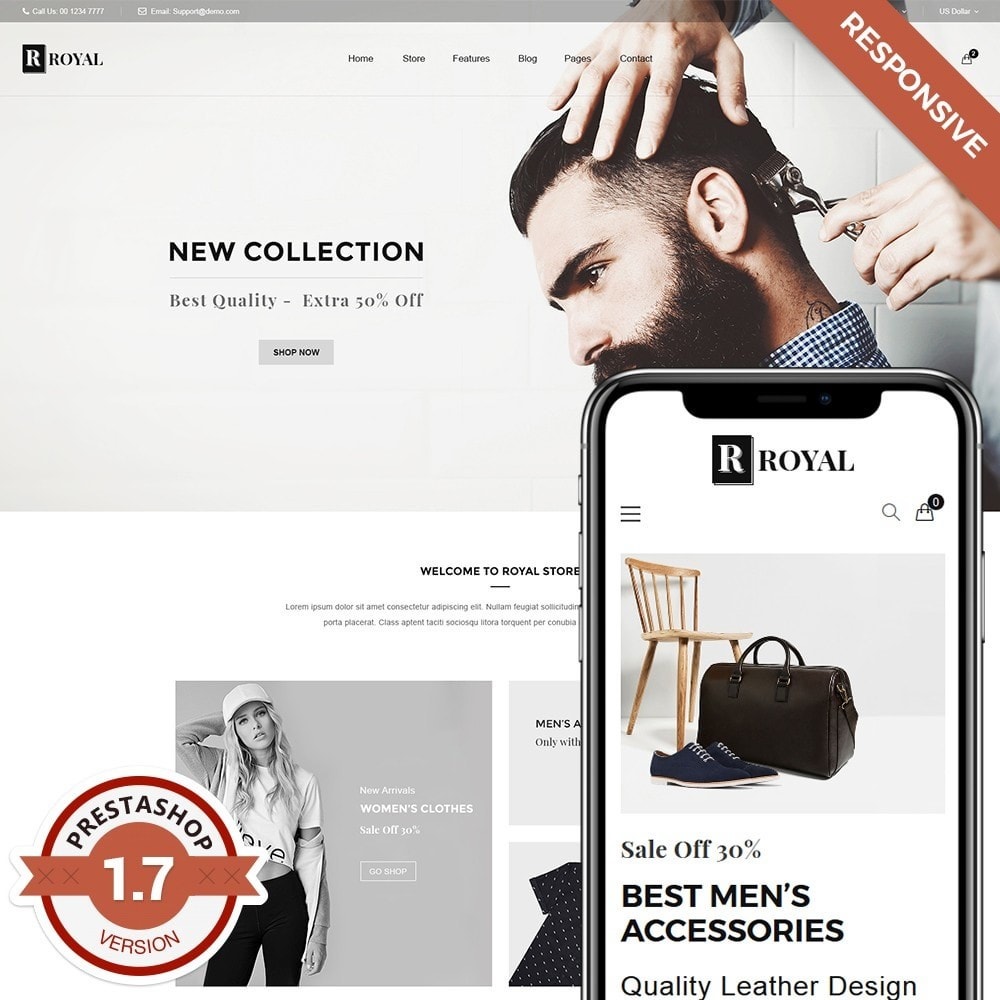 Call Us: 00 1234 7777
Email: Support@demo.com
US Dollar
RESPONSIVE
R ROYAL
Home
Store
Features
Blog
Pages
Contact
2
NEW COLLECTION
Best Quality - Extra 50% Off
SHOP NOW
WELCOME TO ROYAL STORE
Lorem ipsum dolor sit amet consectetur adipiscing elit. Nullam feugiat sollicitudin
porta placerat. Class aptent taciti sociosqu litora torquent per conubia
New Arrivals
WOMEN'S CLOTHES
Sale Off 30%
GO SHOP
MEN'S A
Only with
PRESTASHOP
1.7
VERSION
R ROYAL
0
Sale Off 30%
BEST MEN'S
ACCESSORIES
Quality Leather Design